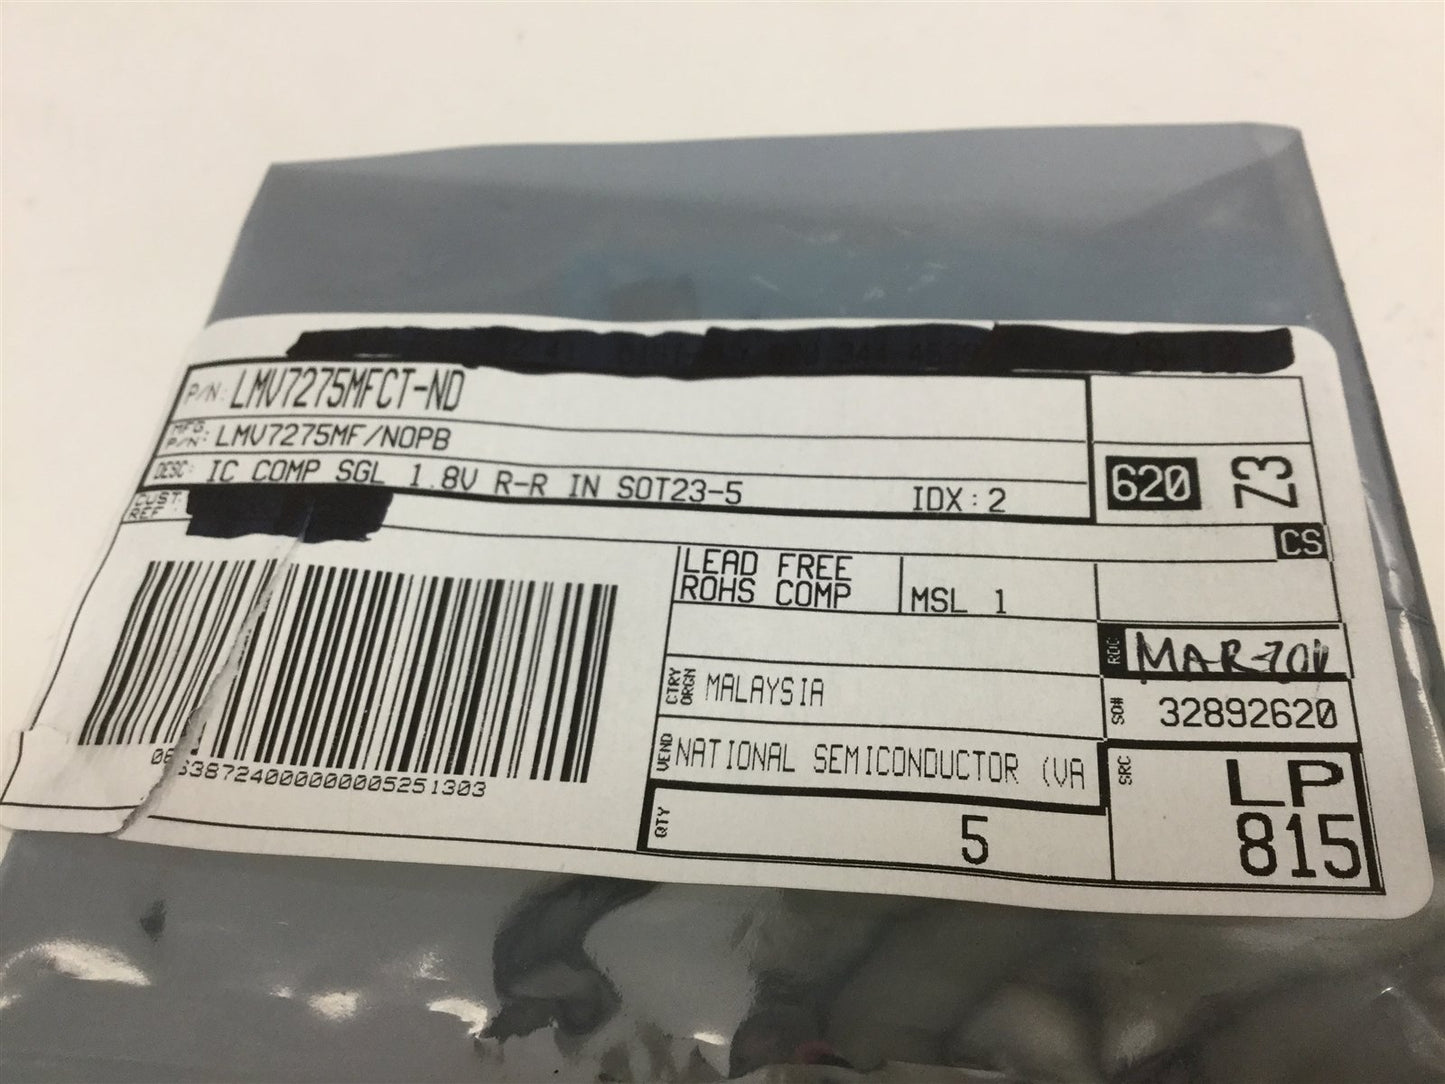 P/N: LMV7275MFCT-ND
MFG P/N: LMV7275MF/NOPB
DESC: IC COMP SGL 1.8V R-R IN SOT23-5 IDX:2
620 Z3
CUST REF:
CS
LEAD FREE
ROHS COMP
MSL 1
RDC MAR 2011
CTRY ORGN MALAYSIA
SO# 32892620
VEND NATIONAL SEMICONDUCTOR (VA
SRC LP
815
QTY 5